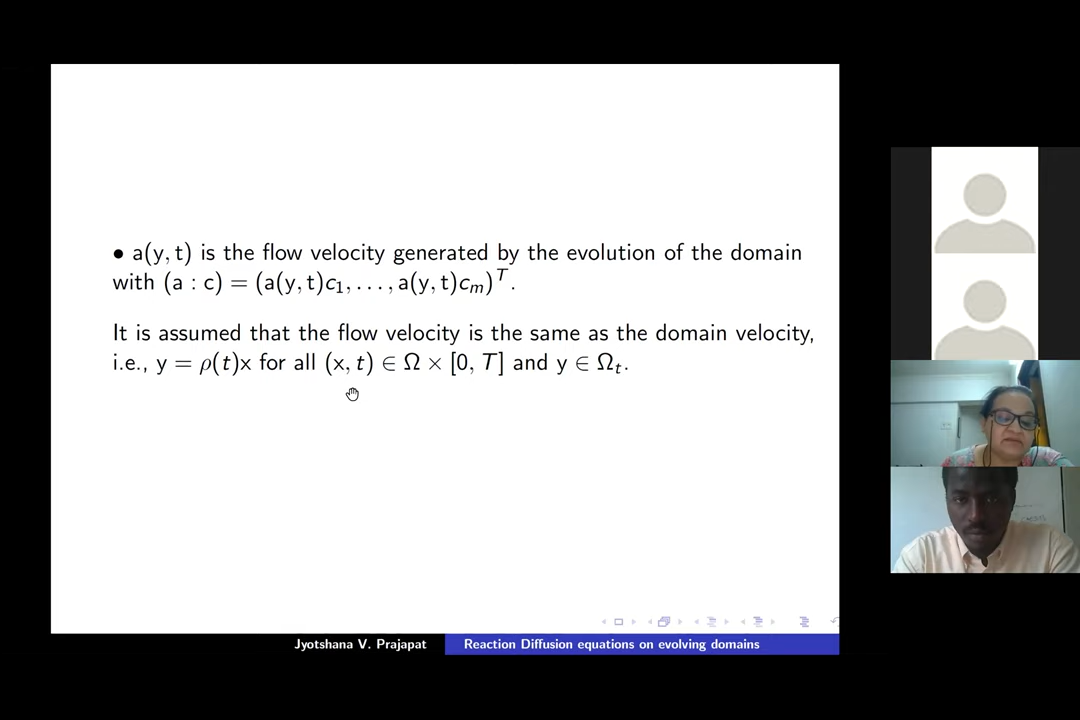 • a(y, t) is the flow velocity generated by the evolution of the domain
with (a : c) = (a(y, t)c₁, . . . , a(y, t)cₘ)ᵀ.
It is assumed that the flow velocity is the same as the domain velocity,
i.e., y = ρ(t)x for all (x, t) ∈ Ω × [0, T] and y ∈ Ωₜ.
Jyotshana V. Prajapat
Reaction Diffusion equations on evolving domains